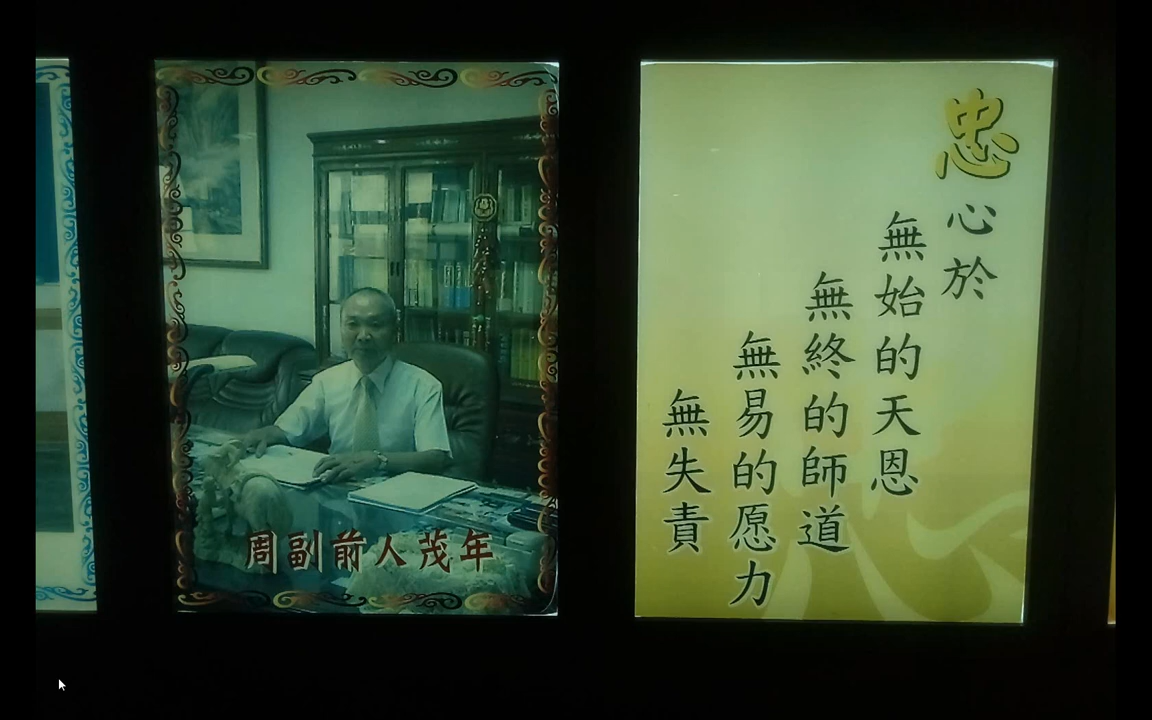 周副前人茂年
忠
心於
無始的天恩
無終的師道
無易的愿力
無失責